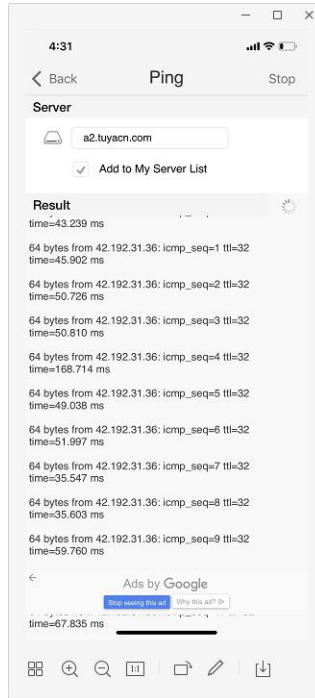 4:31
Back
Ping
Stop
Server
a2.tuyacn.com
Add to My Server List
Result
time=43.239 ms
64 bytes from 42.192.31.36: icmp_seq=1 ttl=32
time=45.902 ms
64 bytes from 42.192.31.36: icmp_seq=2 ttl=32
time=50.726 ms
64 bytes from 42.192.31.36: icmp_seq=3 ttl=32
time=50.810 ms
64 bytes from 42.192.31.36: icmp_seq=4 ttl=32
time=168.714 ms
64 bytes from 42.192.31.36: icmp_seq=5 ttl=32
time=49.038 ms
64 bytes from 42.192.31.36: icmp_seq=6 ttl=32
time=51.997 ms
64 bytes from 42.192.31.36: icmp_seq=7 ttl=32
time=35.547 ms
64 bytes from 42.192.31.36: icmp_seq=8 ttl=32
time=35.603 ms
64 bytes from 42.192.31.36: icmp_seq=9 ttl=32
time=59.760 ms
Ads by Google
Stop seeing this ad
Why this ad?
time=67.835 ms
1:1